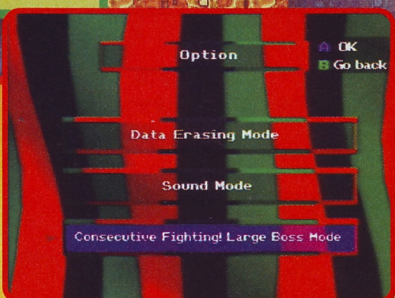 Option
A OK
B Go back
Data Erasing Mode
Sound Mode
Consecutive Fighting! Large Boss Mode